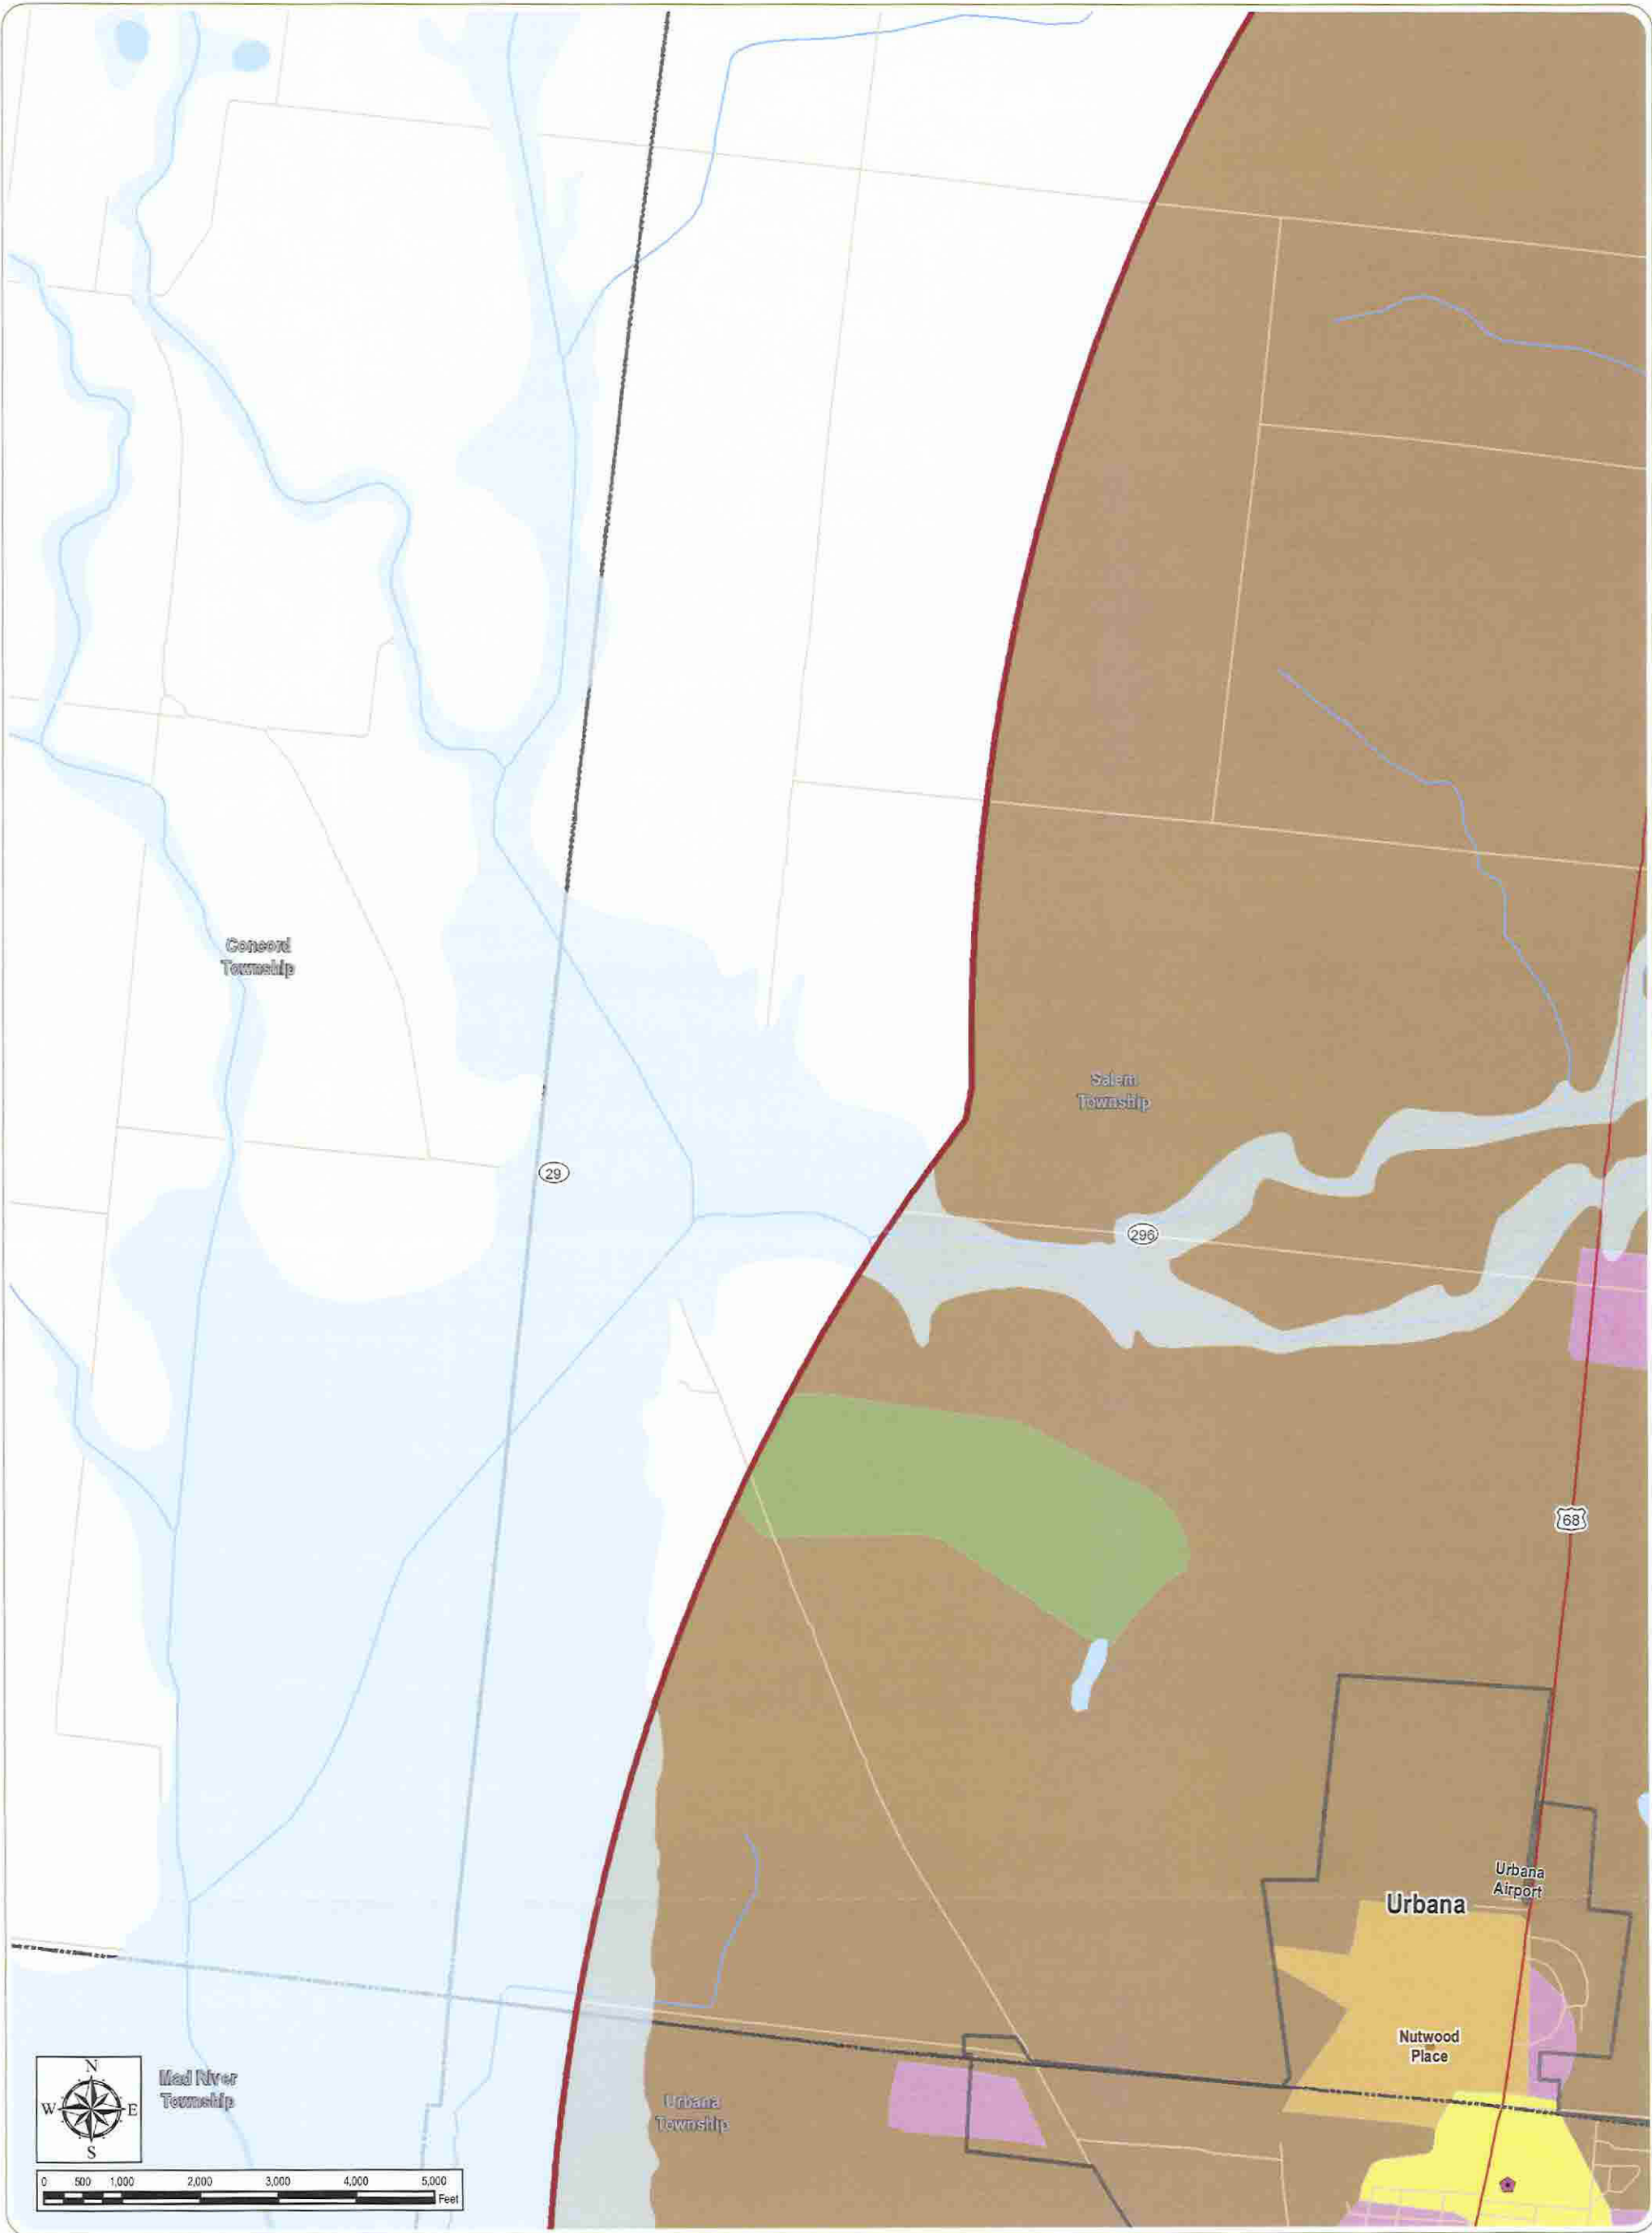 Concord
Township
Salem
Township
29
296
68
Urbana
Airport
Urbana
Nutwood
Place
Mad River
Township
Urbana
Township
N
W
E
S
0 500 1,000 2,000 3,000 4,000 5,000
Feet